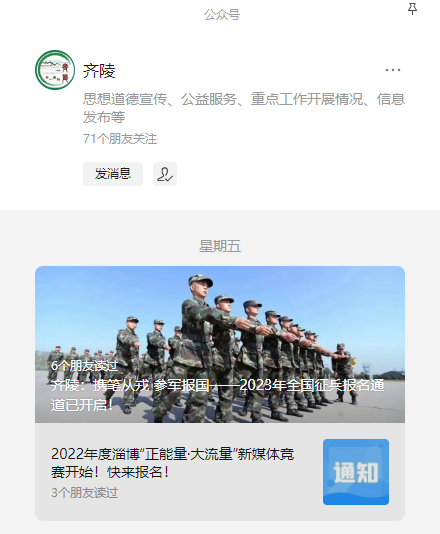 公众号
齐陵
思想道德宣传、公益服务、重点工作开展情况、信息
发布等
71个朋友关注
发消息
星期五
6个朋友读过
齐陵：携笔从戎 参军报国——2023年全国征兵报名通
道已开启！
2022年度淄博“正能量·大流量”新媒体竞
赛开始！快来报名！
3个朋友读过
通知